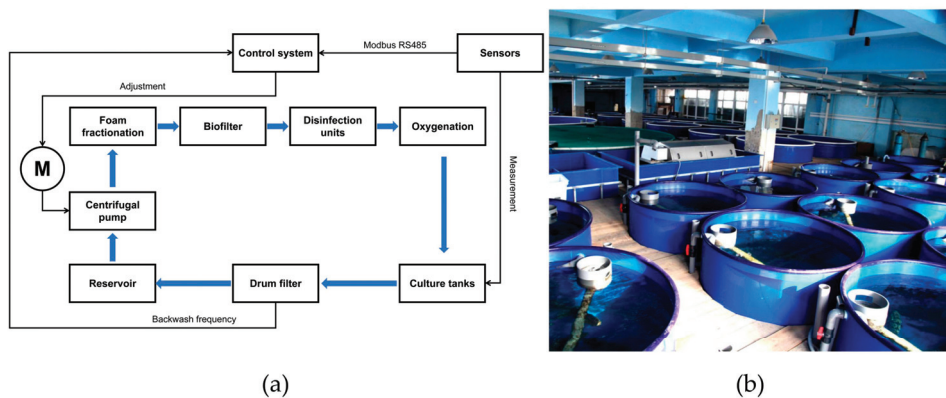 Control system
Modbus RS485
Sensors
Adjustment
Foam
fractionation
Biofilter
Disinfection
units
Oxygenation
M
Measurement
Centrifugal
pump
Reservoir
Drum filter
Culture tanks
Backwash frequency
(a)
(b)